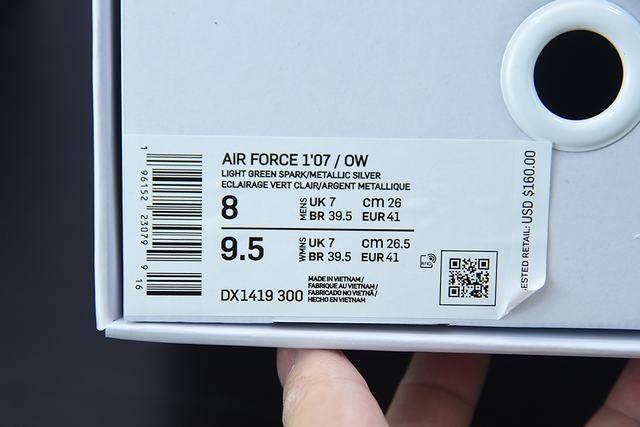 AIR FORCE 1'07 / OW
LIGHT GREEN SPARK/METALLIC SILVER
ECLAIRAGE VERT CLAIR/ARGENT METALLIQUE
8
MENS
UK 7 CM 26
BR 39.5 EUR 41
9.5
WMNS
UK 7 CM 26.5
BR 39.5 EUR 41
DX1419 300
MADE IN VIETNAM/
FABRIQUE AU VIETNAM/
FABRICADO NO VIETNÃ/
HECHO EN VIETNAM
1 96152 23079 9
16
RFID
ESTED RETAIL: USD $160.00